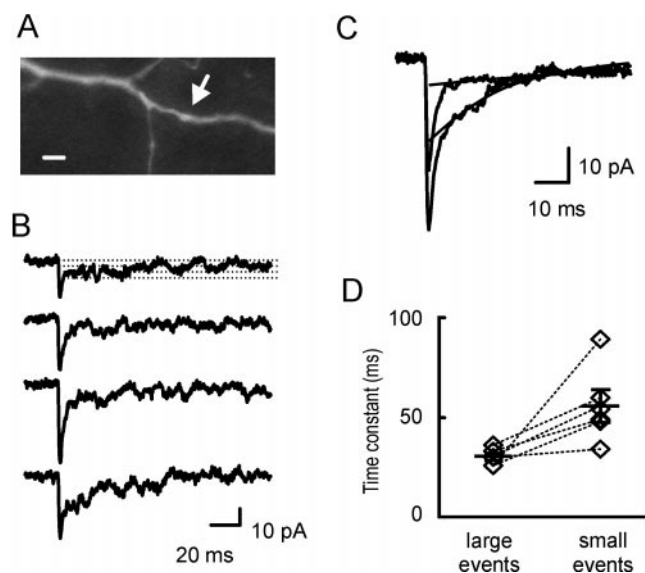 A
B
10 pA
20 ms
C
10 pA
10 ms
D
Time constant (ms)
100
50
0
large events
small events